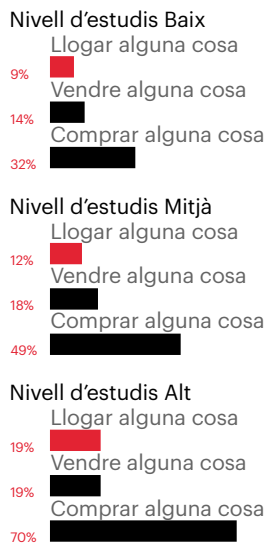 Nivell d’estudis Baix
Llogar alguna cosa
9%
Vendre alguna cosa
14%
Comprar alguna cosa
32%
Nivell d’estudis Mitjà
Llogar alguna cosa
12%
Vendre alguna cosa
18%
Comprar alguna cosa
49%
Nivell d’estudis Alt
Llogar alguna cosa
19%
Vendre alguna cosa
19%
Comprar alguna cosa
70%